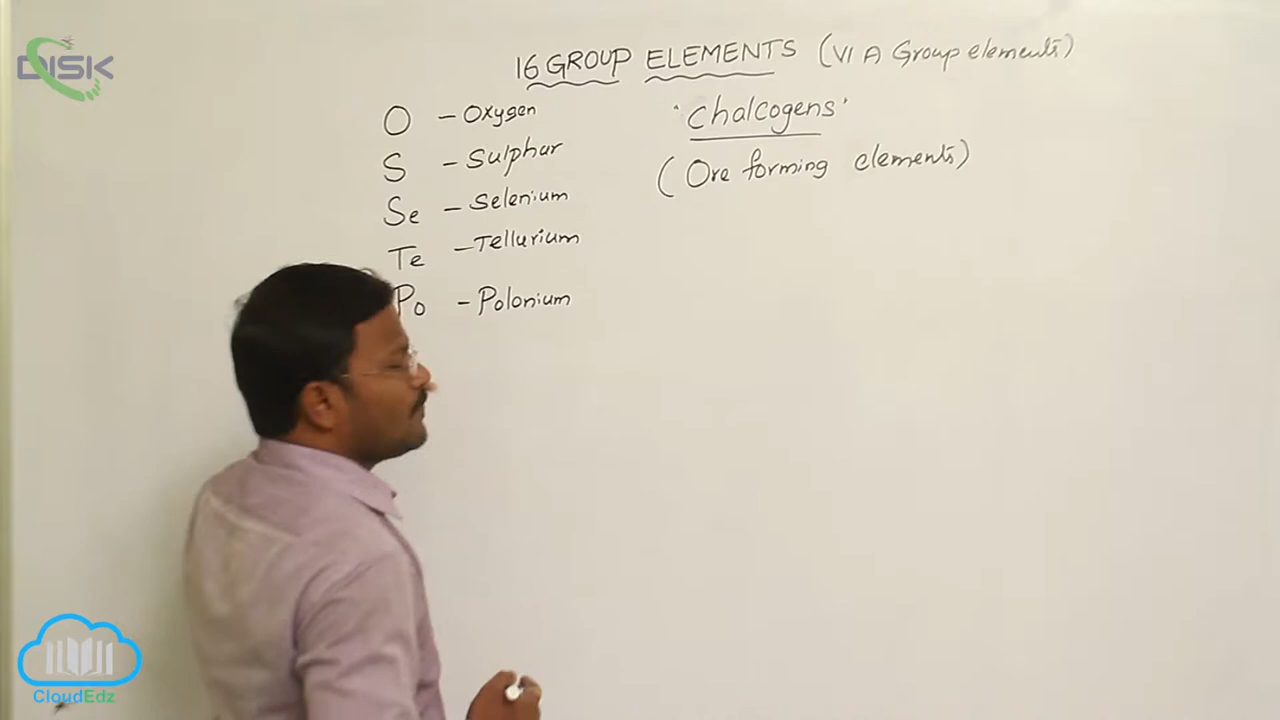 DISK
16 GROUP ELEMENTS (VI A Group elements)
O - Oxygen
S - Sulphur
Se - Selenium
Te - Tellurium
Po - Polonium
'Chalcogens'
(Ore forming elements)
CloudEdz